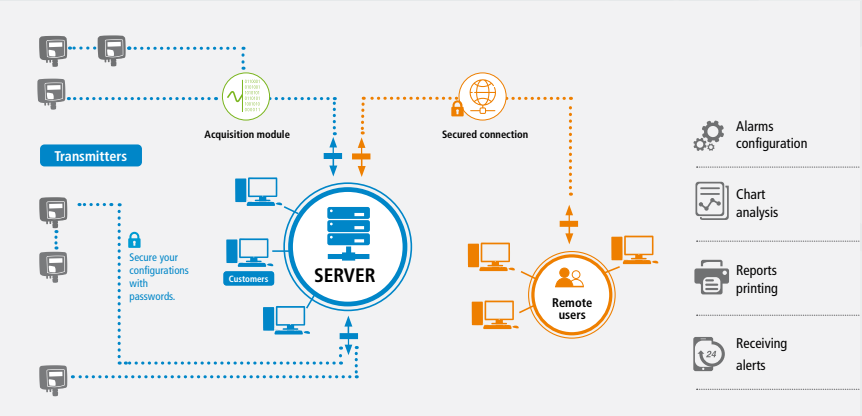 Acquisition module
Secured connection
Transmitters
Secure your
configurations
with
passwords.
Customers
SERVER
Remote
users
Alarms
configuration
Chart
analysis
Reports
printing
24
Receiving
alerts